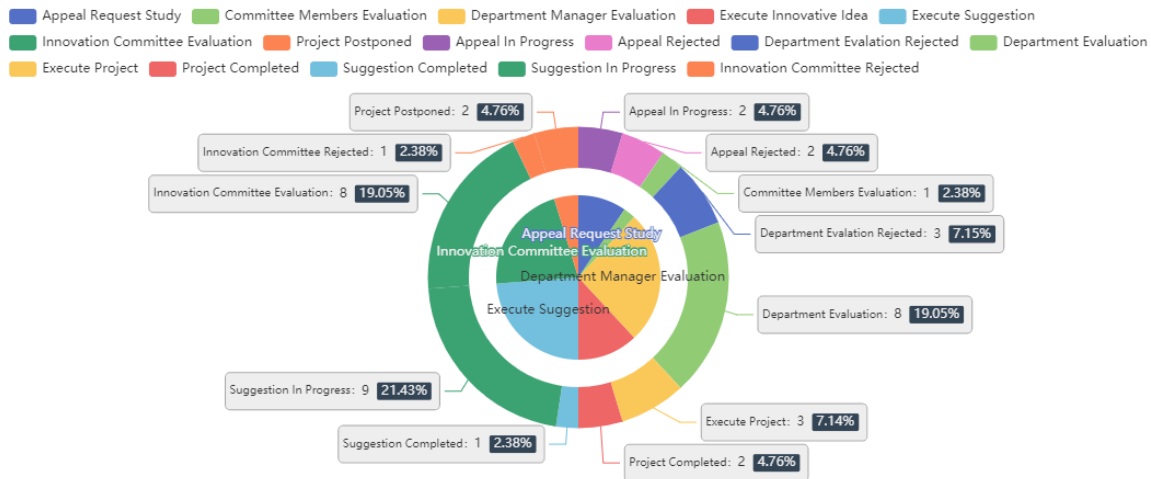 Appeal Request Study Committee Members Evaluation Department Manager Evaluation Execute Innovative Idea Execute Suggestion
Innovation Committee Evaluation Project Postponed Appeal In Progress Appeal Rejected Department Evalation Rejected Department Evaluation
Execute Project Project Completed Suggestion Completed Suggestion In Progress Innovation Committee Rejected
Project Postponed: 2 4.76%
Appeal In Progress: 2 4.76%
Innovation Committee Rejected: 1 2.38%
Appeal Rejected: 2 4.76%
Innovation Committee Evaluation: 8 19.05%
Committee Members Evaluation: 1 2.38%
Department Evalation Rejected: 3 7.15%
Appeal Request Study
Innovation Committee Evaluation
Department Manager Evaluation
Execute Suggestion
Department Evaluation: 8 19.05%
Suggestion In Progress: 9 21.43%
Execute Project: 3 7.14%
Suggestion Completed: 1 2.38%
Project Completed: 2 4.76%